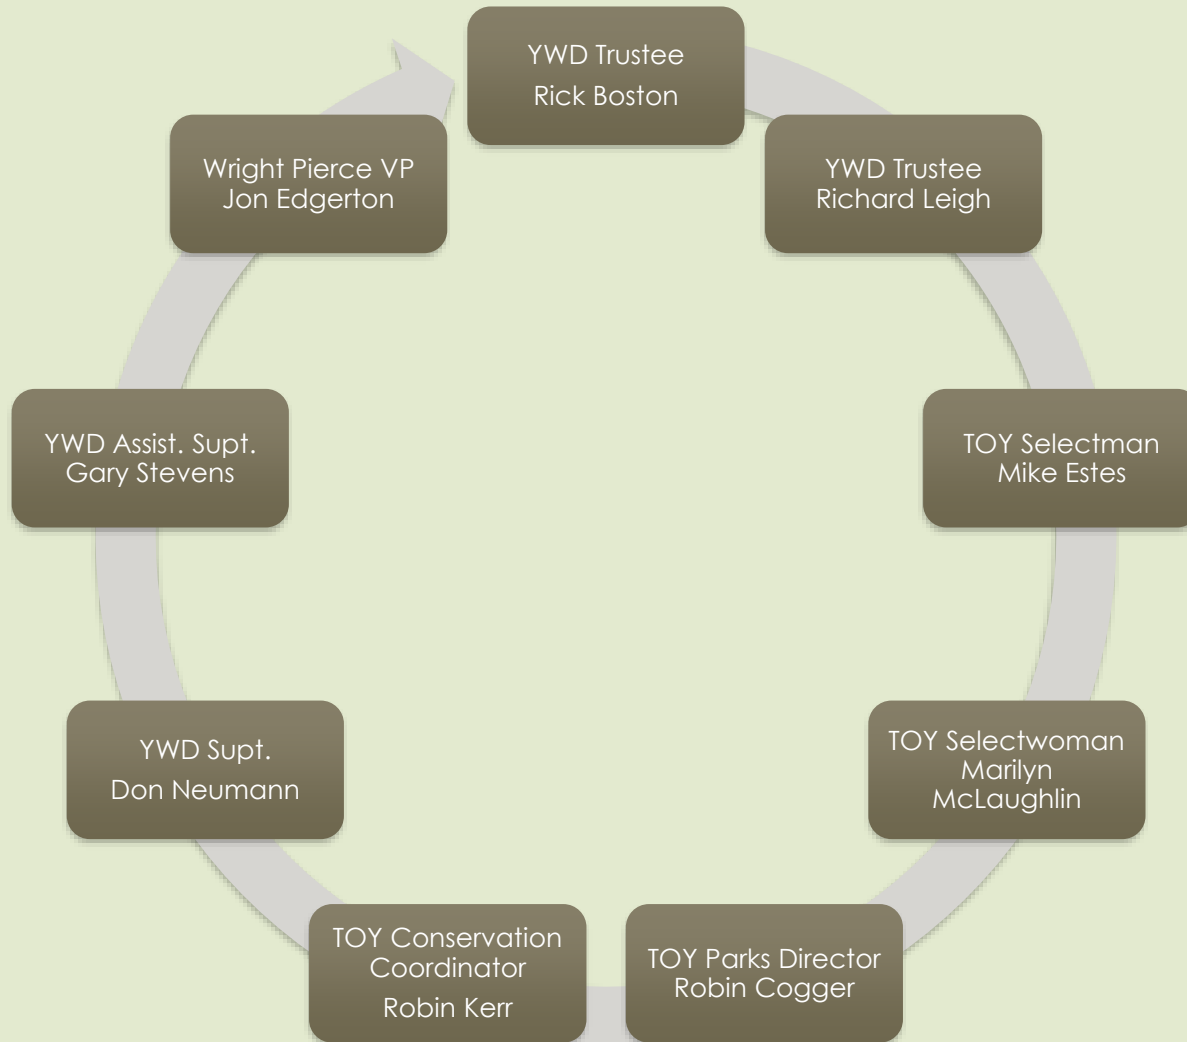 YWD Trustee
Rick Boston
YWD Trustee
Richard Leigh
TOY Selectman
Mike Estes
TOY Selectwoman
Marilyn
McLaughlin
TOY Parks Director
Robin Cogger
TOY Conservation
Coordinator
Robin Kerr
YWD Supt.
Don Neumann
YWD Assist. Supt.
Gary Stevens
Wright Pierce VP
Jon Edgerton